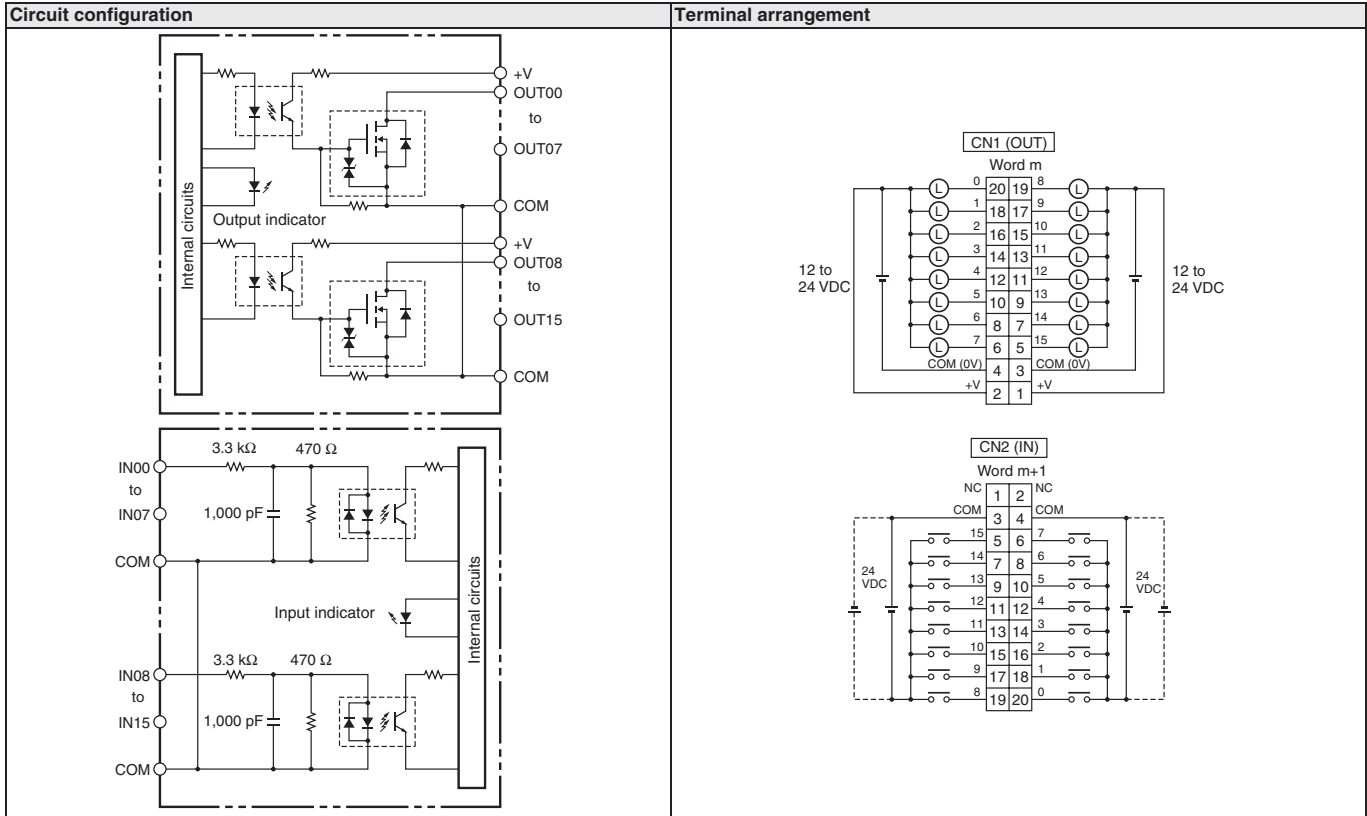 Circuit configuration
Terminal arrangement
+V
OUT00
to
OUT07
COM
Output indicator
+V
OUT08
to
OUT15
COM
Internal circuits
3.3 kΩ 470 Ω
IN00
to
IN07
1,000 pF
COM
Input indicator
Internal circuits
3.3 kΩ 470 Ω
IN08
to
IN15
1,000 pF
COM
CN1 (OUT)
Word m
L 0 20 19 8 L
L 1 18 17 9 L
L 2 16 15 10 L
L 3 14 13 11 L
L 4 12 11 12 L
L 5 10 9 13 L
L 6 8 7 14 L
L 7 6 5 15 L
COM (0V) 4 3 COM (0V)
+V 2 1 +V
12 to
24 VDC
12 to
24 VDC
CN2 (IN)
Word m+1
NC 1 2 NC
COM 3 4 COM
15 5 6 7
14 7 8 6
13 9 10 5
12 11 12 4
11 13 14 3
10 15 16 2
9 17 18 1
8 19 20 0
24
VDC
24
VDC